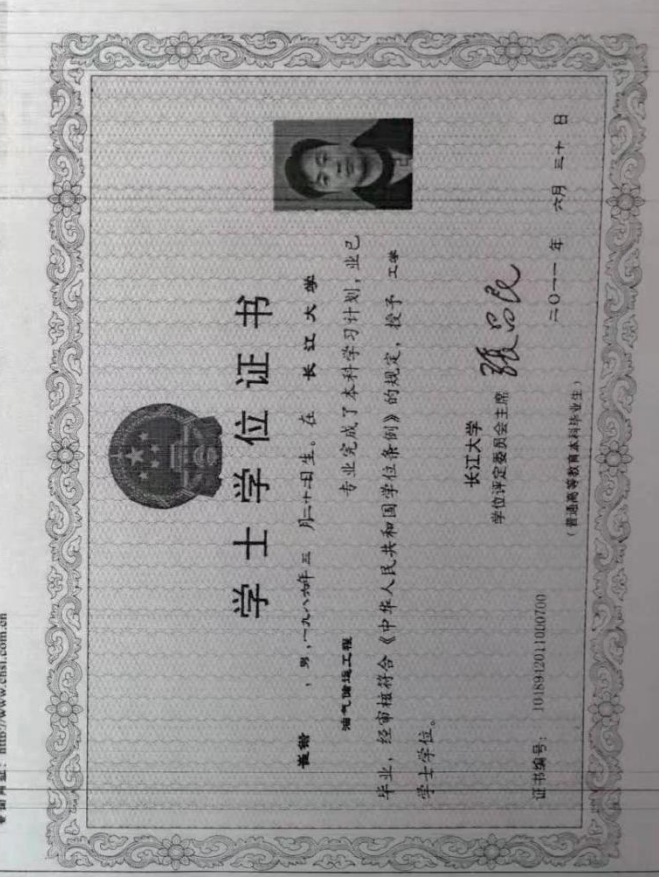 学士学位证书
，男，一九八六年三月二十日生。在 长江大学
油气储运工程 专业完成了本科学习计划，业已
毕业，经审核符合《中华人民共和国学位条例》的规定，授予 工学
学士学位。
长江大学
学位评定委员会主席
二〇一一年 六月 三十 日
证书编号：1048942011000700
（普通高等教育本科毕业生）
http://www.chsi.com.cn